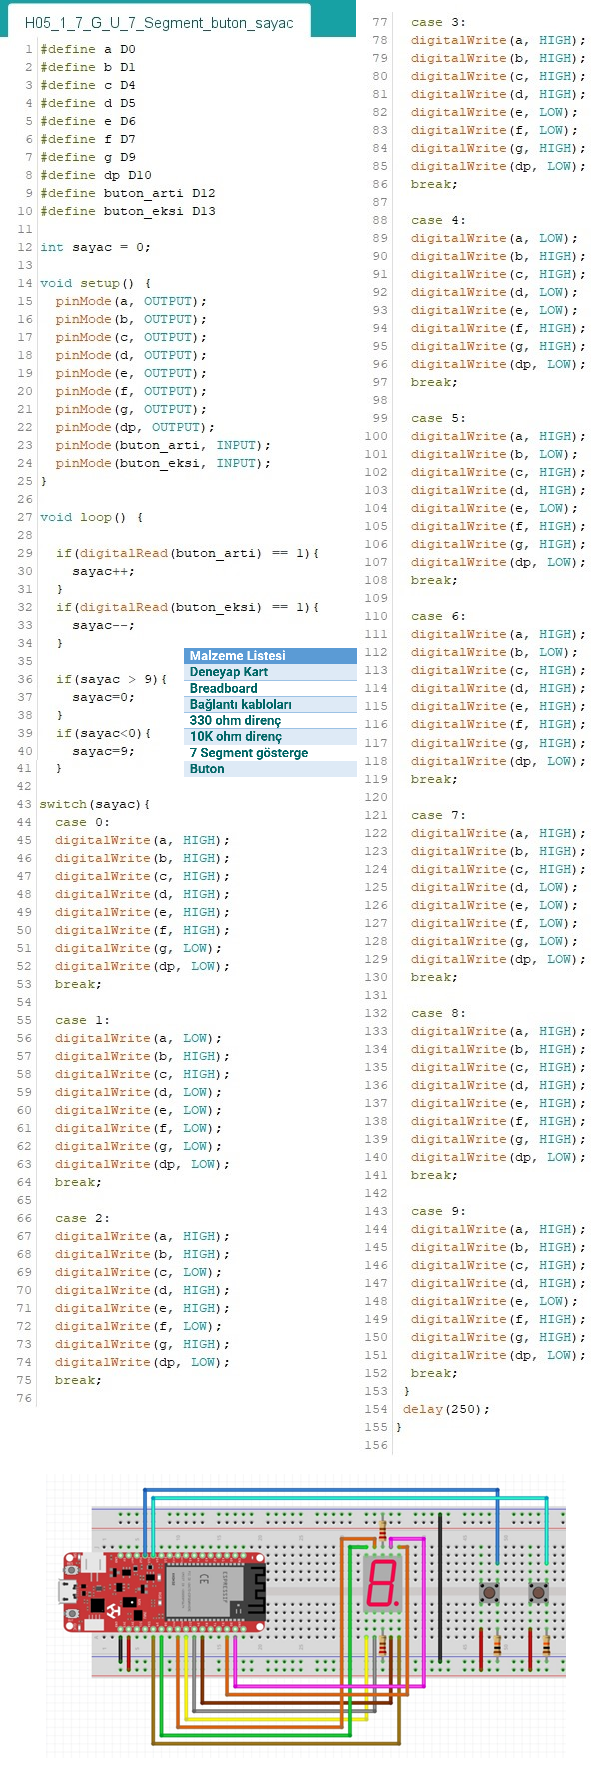 H05_1_7_G_U_7_Segment_buton_sayac
1 #define a D0
2 #define b D1
3 #define c D4
4 #define d D5
5 #define e D6
6 #define f D7
7 #define g D9
8 #define dp D10
9 #define buton_arti D12
10 #define buton_eksi D13
11
12 int sayac = 0;
13
14 void setup() {
15 pinMode(a, OUTPUT);
16 pinMode(b, OUTPUT);
17 pinMode(c, OUTPUT);
18 pinMode(d, OUTPUT);
19 pinMode(e, OUTPUT);
20 pinMode(f, OUTPUT);
21 pinMode(g, OUTPUT);
22 pinMode(dp, OUTPUT);
23 pinMode(buton_arti, INPUT);
24 pinMode(buton_eksi, INPUT);
25 }
26
27 void loop() {
28
29 if(digitalRead(buton_arti) == 1){
30 sayac++;
31 }
32 if(digitalRead(buton_eksi) == 1){
33 sayac--;
34 }
35
36 if(sayac > 9){
37 sayac=0;
38 }
39 if(sayac<0){
40 sayac=9;
41 }
42
43 switch(sayac){
44 case 0:
45 digitalWrite(a, HIGH);
46 digitalWrite(b, HIGH);
47 digitalWrite(c, HIGH);
48 digitalWrite(d, HIGH);
49 digitalWrite(e, HIGH);
50 digitalWrite(f, HIGH);
51 digitalWrite(g, LOW);
52 digitalWrite(dp, LOW);
53 break;
54
55 case 1:
56 digitalWrite(a, LOW);
57 digitalWrite(b, HIGH);
58 digitalWrite(c, HIGH);
59 digitalWrite(d, LOW);
60 digitalWrite(e, LOW);
61 digitalWrite(f, LOW);
62 digitalWrite(g, LOW);
63 digitalWrite(dp, LOW);
64 break;
65
66 case 2:
67 digitalWrite(a, HIGH);
68 digitalWrite(b, HIGH);
69 digitalWrite(c, LOW);
70 digitalWrite(d, HIGH);
71 digitalWrite(e, HIGH);
72 digitalWrite(f, LOW);
73 digitalWrite(g, HIGH);
74 digitalWrite(dp, LOW);
75 break;
76
Malzeme Listesi
Deneyap Kart
Breadboard
Bağlantı kabloları
330 ohm direnç
10K ohm direnç
7 Segment gösterge
Buton
77 case 3:
78 digitalWrite(a, HIGH);
79 digitalWrite(b, HIGH);
80 digitalWrite(c, HIGH);
81 digitalWrite(d, HIGH);
82 digitalWrite(e, LOW);
83 digitalWrite(f, LOW);
84 digitalWrite(g, HIGH);
85 digitalWrite(dp, LOW);
86 break;
87
88 case 4:
89 digitalWrite(a, LOW);
90 digitalWrite(b, HIGH);
91 digitalWrite(c, HIGH);
92 digitalWrite(d, LOW);
93 digitalWrite(e, LOW);
94 digitalWrite(f, HIGH);
95 digitalWrite(g, HIGH);
96 digitalWrite(dp, LOW);
97 break;
98
99 case 5:
100 digitalWrite(a, HIGH);
101 digitalWrite(b, LOW);
102 digitalWrite(c, HIGH);
103 digitalWrite(d, HIGH);
104 digitalWrite(e, LOW);
105 digitalWrite(f, HIGH);
106 digitalWrite(g, HIGH);
107 digitalWrite(dp, LOW);
108 break;
109
110 case 6:
111 digitalWrite(a, HIGH);
112 digitalWrite(b, LOW);
113 digitalWrite(c, HIGH);
114 digitalWrite(d, HIGH);
115 digitalWrite(e, HIGH);
116 digitalWrite(f, HIGH);
117 digitalWrite(g, HIGH);
118 digitalWrite(dp, LOW);
119 break;
120
121 case 7:
122 digitalWrite(a, HIGH);
123 digitalWrite(b, HIGH);
124 digitalWrite(c, HIGH);
125 digitalWrite(d, LOW);
126 digitalWrite(e, LOW);
127 digitalWrite(f, LOW);
128 digitalWrite(g, LOW);
129 digitalWrite(dp, LOW);
130 break;
131
132 case 8:
133 digitalWrite(a, HIGH);
134 digitalWrite(b, HIGH);
135 digitalWrite(c, HIGH);
136 digitalWrite(d, HIGH);
137 digitalWrite(e, HIGH);
138 digitalWrite(f, HIGH);
139 digitalWrite(g, HIGH);
140 digitalWrite(dp, LOW);
141 break;
142
143 case 9:
144 digitalWrite(a, HIGH);
145 digitalWrite(b, HIGH);
146 digitalWrite(c, HIGH);
147 digitalWrite(d, HIGH);
148 digitalWrite(e, LOW);
149 digitalWrite(f, HIGH);
150 digitalWrite(g, HIGH);
151 digitalWrite(dp, LOW);
152 break;
153 }
154 delay(250);
155 }
156